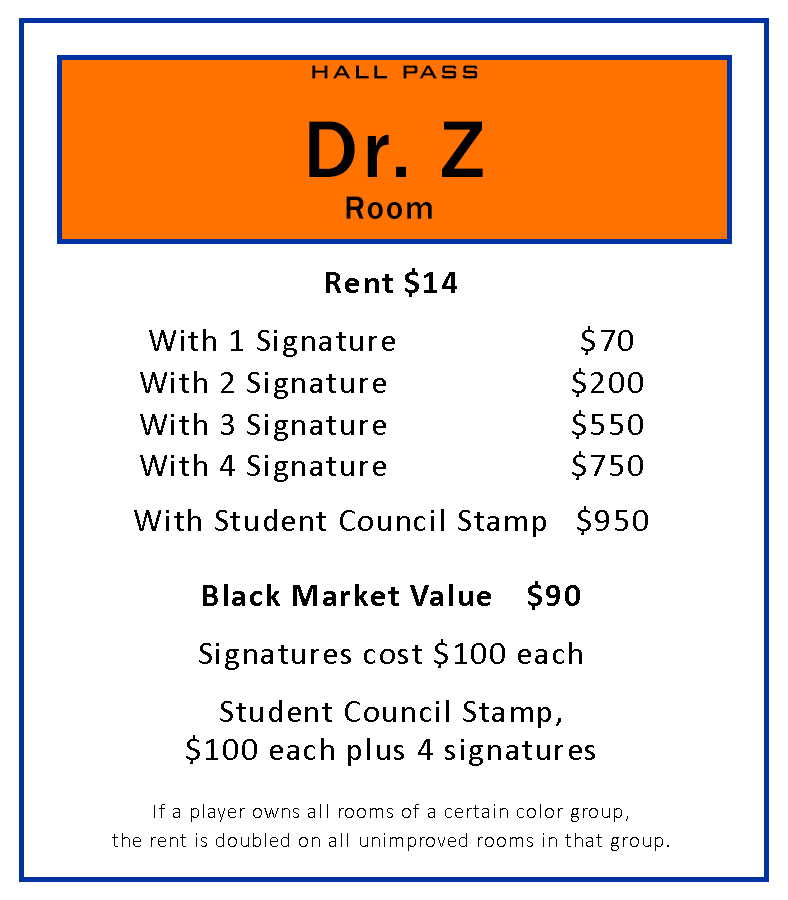 HALL PASS
Dr. Z
Room
Rent $14
With 1 Signature $70
With 2 Signature $200
With 3 Signature $550
With 4 Signature $750
With Student Council Stamp $950
Black Market Value $90
Signatures cost $100 each
Student Council Stamp,
$100 each plus 4 signatures
If a player owns all rooms of a certain color group,
the rent is doubled on all unimproved rooms in that group.